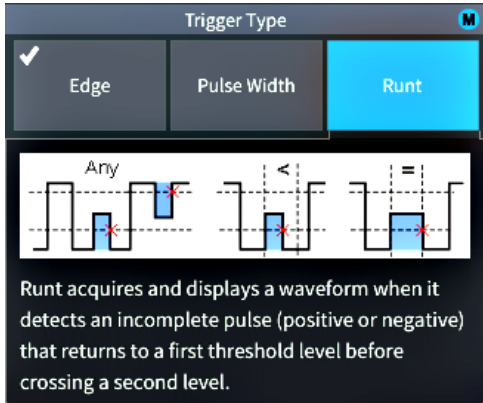 Trigger Type M
✓
Edge Pulse Width Runt
Any < =
Runt acquires and displays a waveform when it
detects an incomplete pulse (positive or negative)
that returns to a first threshold level before
crossing a second level.